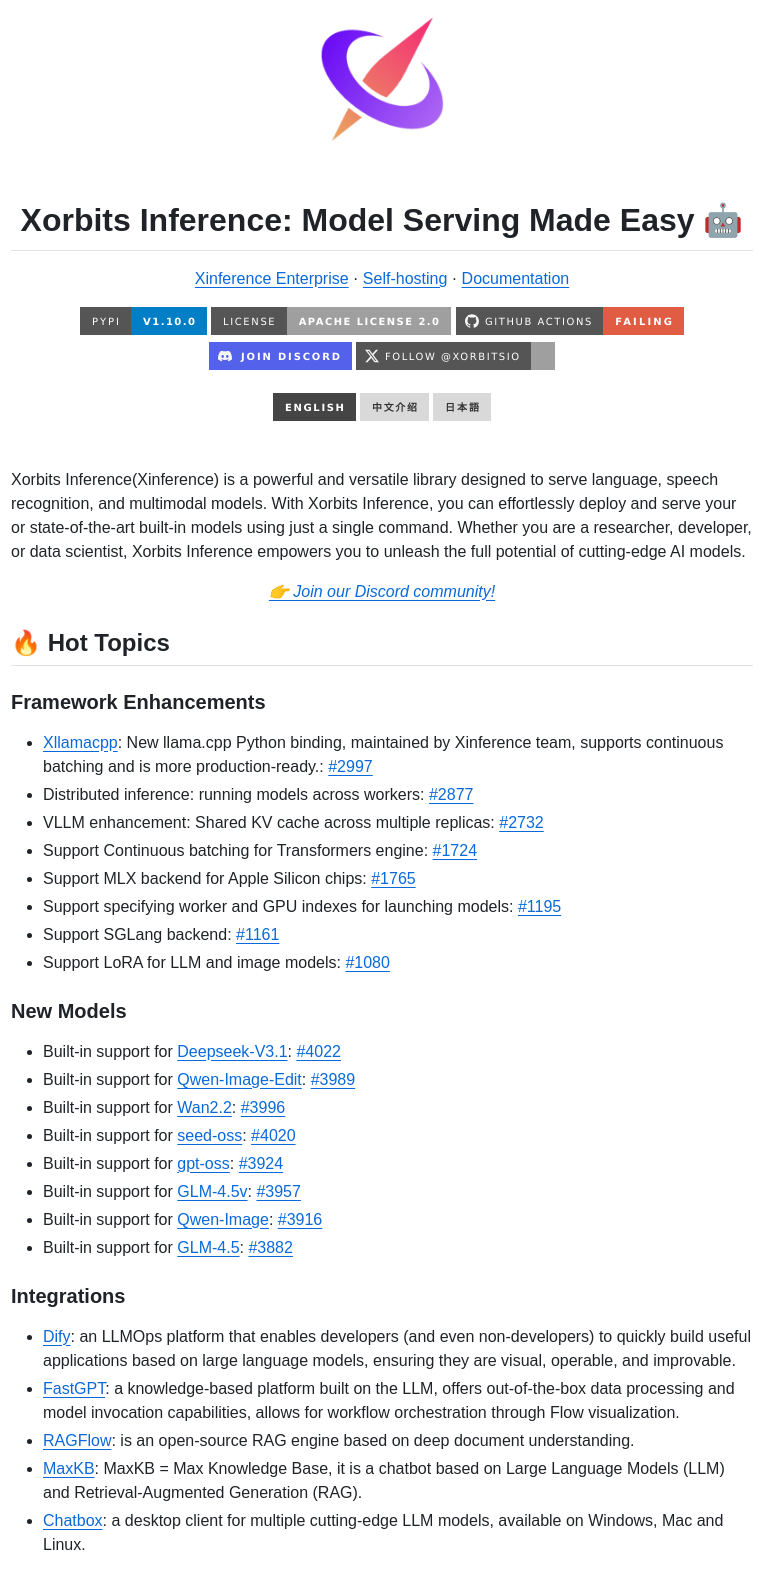 Xorbits Inference: Model Serving Made Easy 🤖
Xinference Enterprise · Self-hosting · Documentation
PYPI V1.10.0 LICENSE APACHE LICENSE 2.0 GITHUB ACTIONS FAILING
JOIN DISCORD FOLLOW @XORBITSIO
ENGLISH 中文介绍 日本語
Xorbits Inference(Xinference) is a powerful and versatile library designed to serve language, speech
recognition, and multimodal models. With Xorbits Inference, you can effortlessly deploy and serve your
or state-of-the-art built-in models using just a single command. Whether you are a researcher, developer,
or data scientist, Xorbits Inference empowers you to unleash the full potential of cutting-edge AI models.
👉 Join our Discord community!
🔥 Hot Topics
Framework Enhancements
• Xllamacpp: New llama.cpp Python binding, maintained by Xinference team, supports continuous
batching and is more production-ready.: #2997
• Distributed inference: running models across workers: #2877
• VLLM enhancement: Shared KV cache across multiple replicas: #2732
• Support Continuous batching for Transformers engine: #1724
• Support MLX backend for Apple Silicon chips: #1765
• Support specifying worker and GPU indexes for launching models: #1195
• Support SGLang backend: #1161
• Support LoRA for LLM and image models: #1080
New Models
• Built-in support for Deepseek-V3.1: #4022
• Built-in support for Qwen-Image-Edit: #3989
• Built-in support for Wan2.2: #3996
• Built-in support for seed-oss: #4020
• Built-in support for gpt-oss: #3924
• Built-in support for GLM-4.5v: #3957
• Built-in support for Qwen-Image: #3916
• Built-in support for GLM-4.5: #3882
Integrations
• Dify: an LLMOps platform that enables developers (and even non-developers) to quickly build useful
applications based on large language models, ensuring they are visual, operable, and improvable.
• FastGPT: a knowledge-based platform built on the LLM, offers out-of-the-box data processing and
model invocation capabilities, allows for workflow orchestration through Flow visualization.
• RAGFlow: is an open-source RAG engine based on deep document understanding.
• MaxKB: MaxKB = Max Knowledge Base, it is a chatbot based on Large Language Models (LLM)
and Retrieval-Augmented Generation (RAG).
• Chatbox: a desktop client for multiple cutting-edge LLM models, available on Windows, Mac and
Linux.